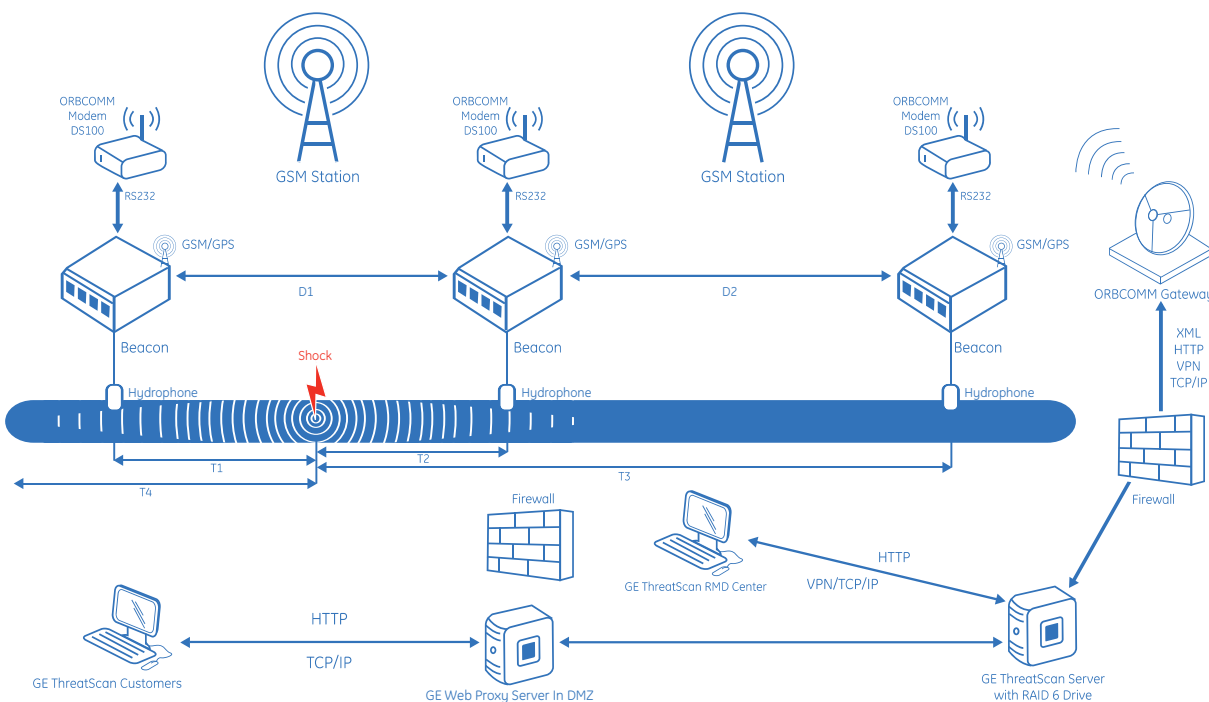 ORBCOMM
Modem
DS100
RS232
GSM Station
ORBCOMM
Modem
DS100
RS232
GSM Station
ORBCOMM
Modem
DS100
RS232
GSM/GPS
GSM/GPS
GSM/GPS
D1
D2
ORBCOMM Gateway
Beacon
Beacon
Beacon
XML
HTTP
VPN
TCP/IP
Shock
Hydrophone
Hydrophone
Hydrophone
T1
T2
T3
T4
Firewall
Firewall
GE ThreatScan RMD Center
HTTP
VPN/TCP/IP
HTTP
TCP/IP
GE ThreatScan Customers
GE Web Proxy Server In DMZ
GE ThreatScan Server
with RAID 6 Drive